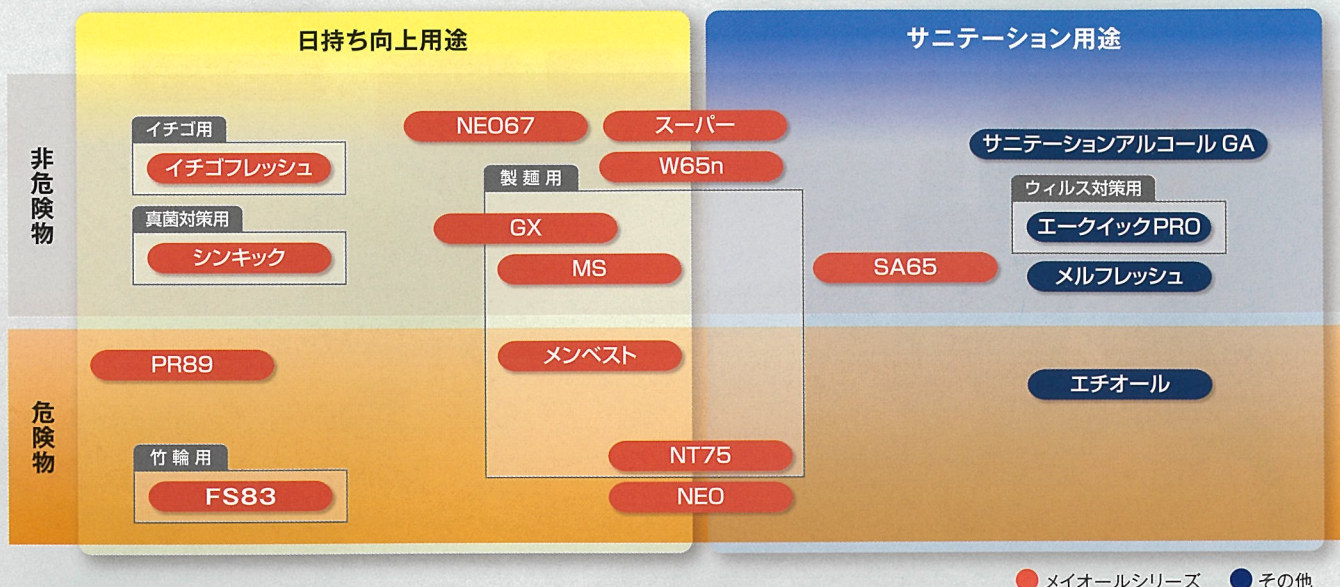 日持ち向上用途
サニテーション用途
非危険物
イチゴ用
イチゴフレッシュ
真菌対策用
シンキック
NEO67
スーパー
W65n
製麺用
GX
MS
SA65
サニテーションアルコール GA
ウィルス対策用
エークイックPRO
メルフレッシュ
危険物
PR89
メンベスト
エチオール
竹輪用
FS83
NT75
NEO
メイオールシリーズ
その他